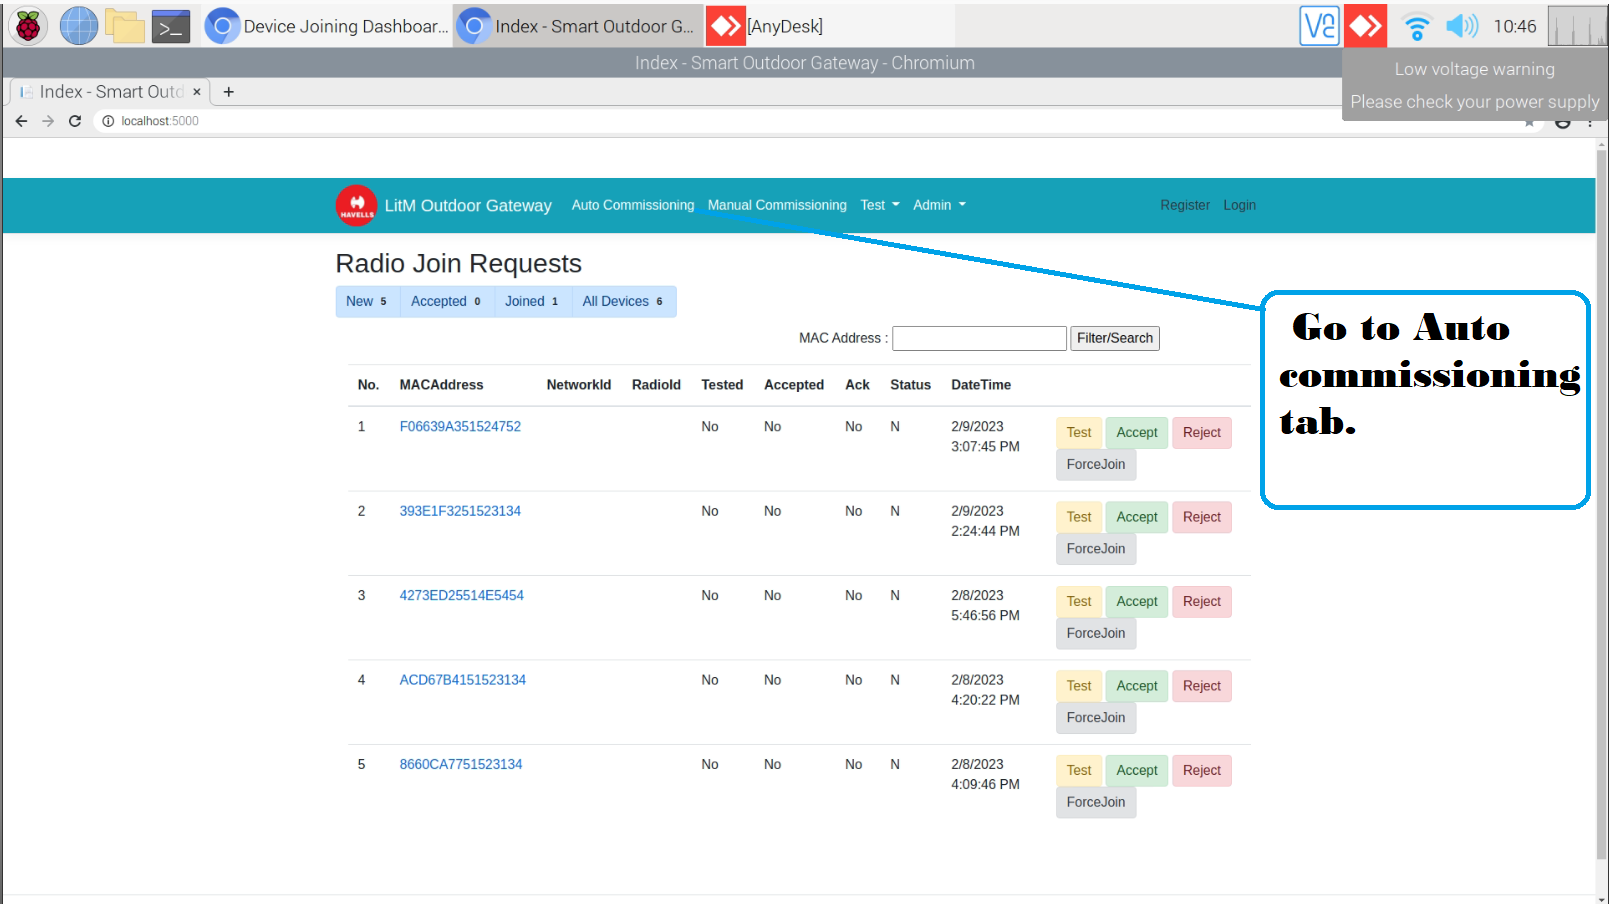 Device Joining Dashboar...
Index - Smart Outdoor G...
[AnyDesk]
10:46
Index - Smart Outdoor Gateway - Chromium
Low voltage warning
Please check your power supply
Index - Smart Outd × +
localhost:5000
HAVELLS
LitM Outdoor Gateway Auto Commissioning Manual Commissioning Test Admin Register Login
Radio Join Requests
New 5 Accepted 0 Joined 1 All Devices 6
MAC Address : Filter/Search
Go to Auto
commissioning
tab.
No. MACAddress NetworkId RadioId Tested Accepted Ack Status DateTime
1 F06639A351524752 No No No N 2/9/2023 Test Accept Reject
3:07:45 PM
ForceJoin
2 393E1F3251523134 No No No N 2/9/2023 Test Accept Reject
2:24:44 PM
ForceJoin
3 4273ED25514E5454 No No No N 2/8/2023 Test Accept Reject
5:46:56 PM
ForceJoin
4 ACD67B4151523134 No No No N 2/8/2023 Test Accept Reject
4:20:22 PM
ForceJoin
5 8660CA7751523134 No No No N 2/8/2023 Test Accept Reject
4:09:46 PM
ForceJoin